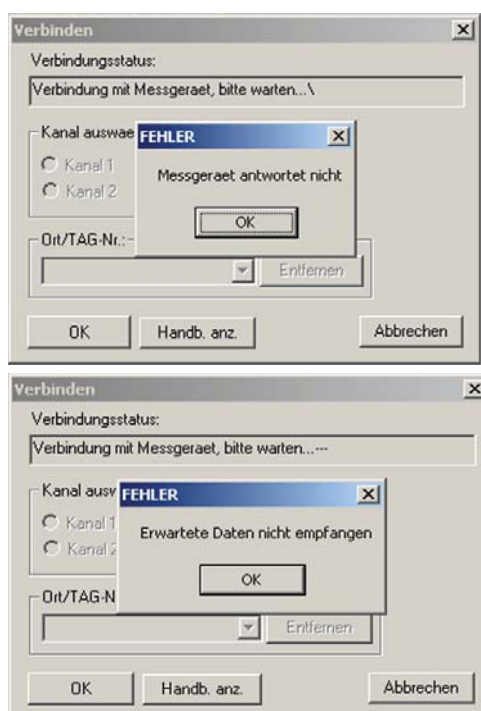 Verbinden
Verbindungsstatus:
Verbindung mit Messgeraet, bitte warten...\
Kanal auswae
FEHLER
Kanal 1
Messgeraet antwortet nicht
Kanal 2
OK
Ort/TAG-Nr.:
Entfernen
OK
Handb. anz.
Abbrechen
Verbinden
Verbindungsstatus:
Verbindung mit Messgeraet, bitte warten...---
Kanal ausw
FEHLER
Kanal 1
Erwartete Daten nicht empfangen
Kanal 2
OK
Ort/TAG-N
Entfernen
OK
Handb. anz.
Abbrechen